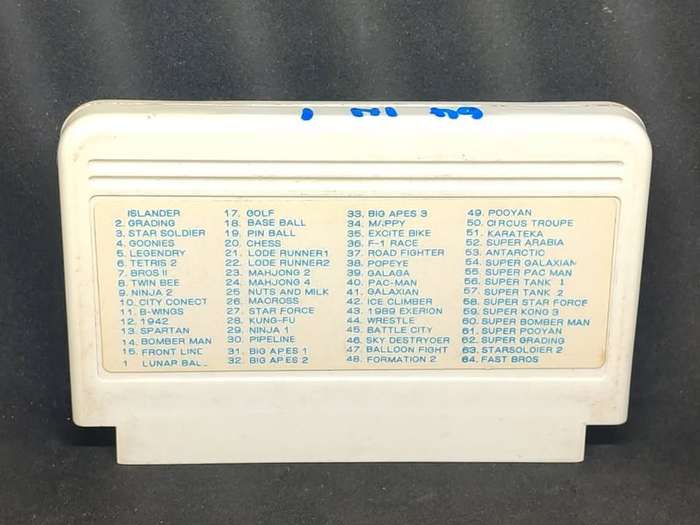 64 IN 1
ISLANDER
2. GRADING
3. STAR SOLDIER
4. GOONIES
5. LEGENDRY
6. TETRIS 2
7. BROS II
8. TWIN BEE
9. NINJA 2
10. CITY CONECT
11. B-WINGS
12. 1942
13. SPARTAN
14. BOMBER MAN
15. FRONT LINE
1 LUNAR BAL
17. GOLF
18. BASE BALL
19. PIN BALL
20. CHESS
21. LODE RUNNER1
22. LODE RUNNER2
23. MAHJONG 2
24. MAHJONG 4
25. NUTS AND MILK
26. MACROSS
27. STAR FORCE
28. KUNG-FU
29. NINJA 1
30. PIPELINE
31. BIG APES 1
32. BIG APES 2
33. BIG APES 3
34. M/.PPY
35. EXCITE BIKE
36. F-1 RACE
37. ROAD FIGHTER
38. POPEYE
39. GALAGA
40. PAC-MAN
41. GALAXIAN
42. ICE CLIMBER
43. 1989 EXERION
44. WRESTLE
45. BATTLE CITY
46. SKY DESTRYOER
47. BALLOON FIGHT
48. FORMATION 2
49. POOYAN
50. CIRCUS TROUPE
51. KARATEKA
52. SUPER ARABIA
53. ANTARCTIC
54. SUPER GALAXIAN
55. SUPER PAC MAN
56. SUPER TANK 1
57. SUPER TANK 2
58. SUPER STAR FORCE
59. SUPER KONG 3
60. SUPER BOMBER MAN
61. SUPER POOYAN
62. SUPER GRADING
63. STARSOLDIER 2
64. FAST BROS